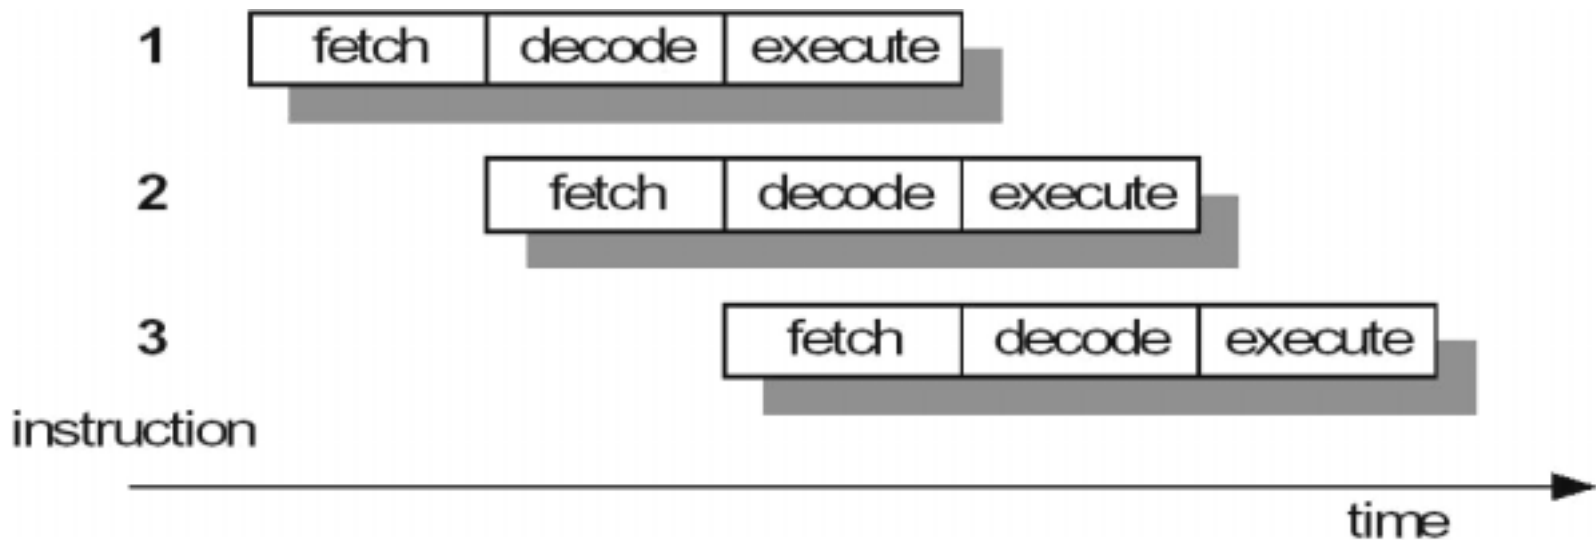 1 fetch decode execute
2 fetch decode execute
3 fetch decode execute
instruction
time